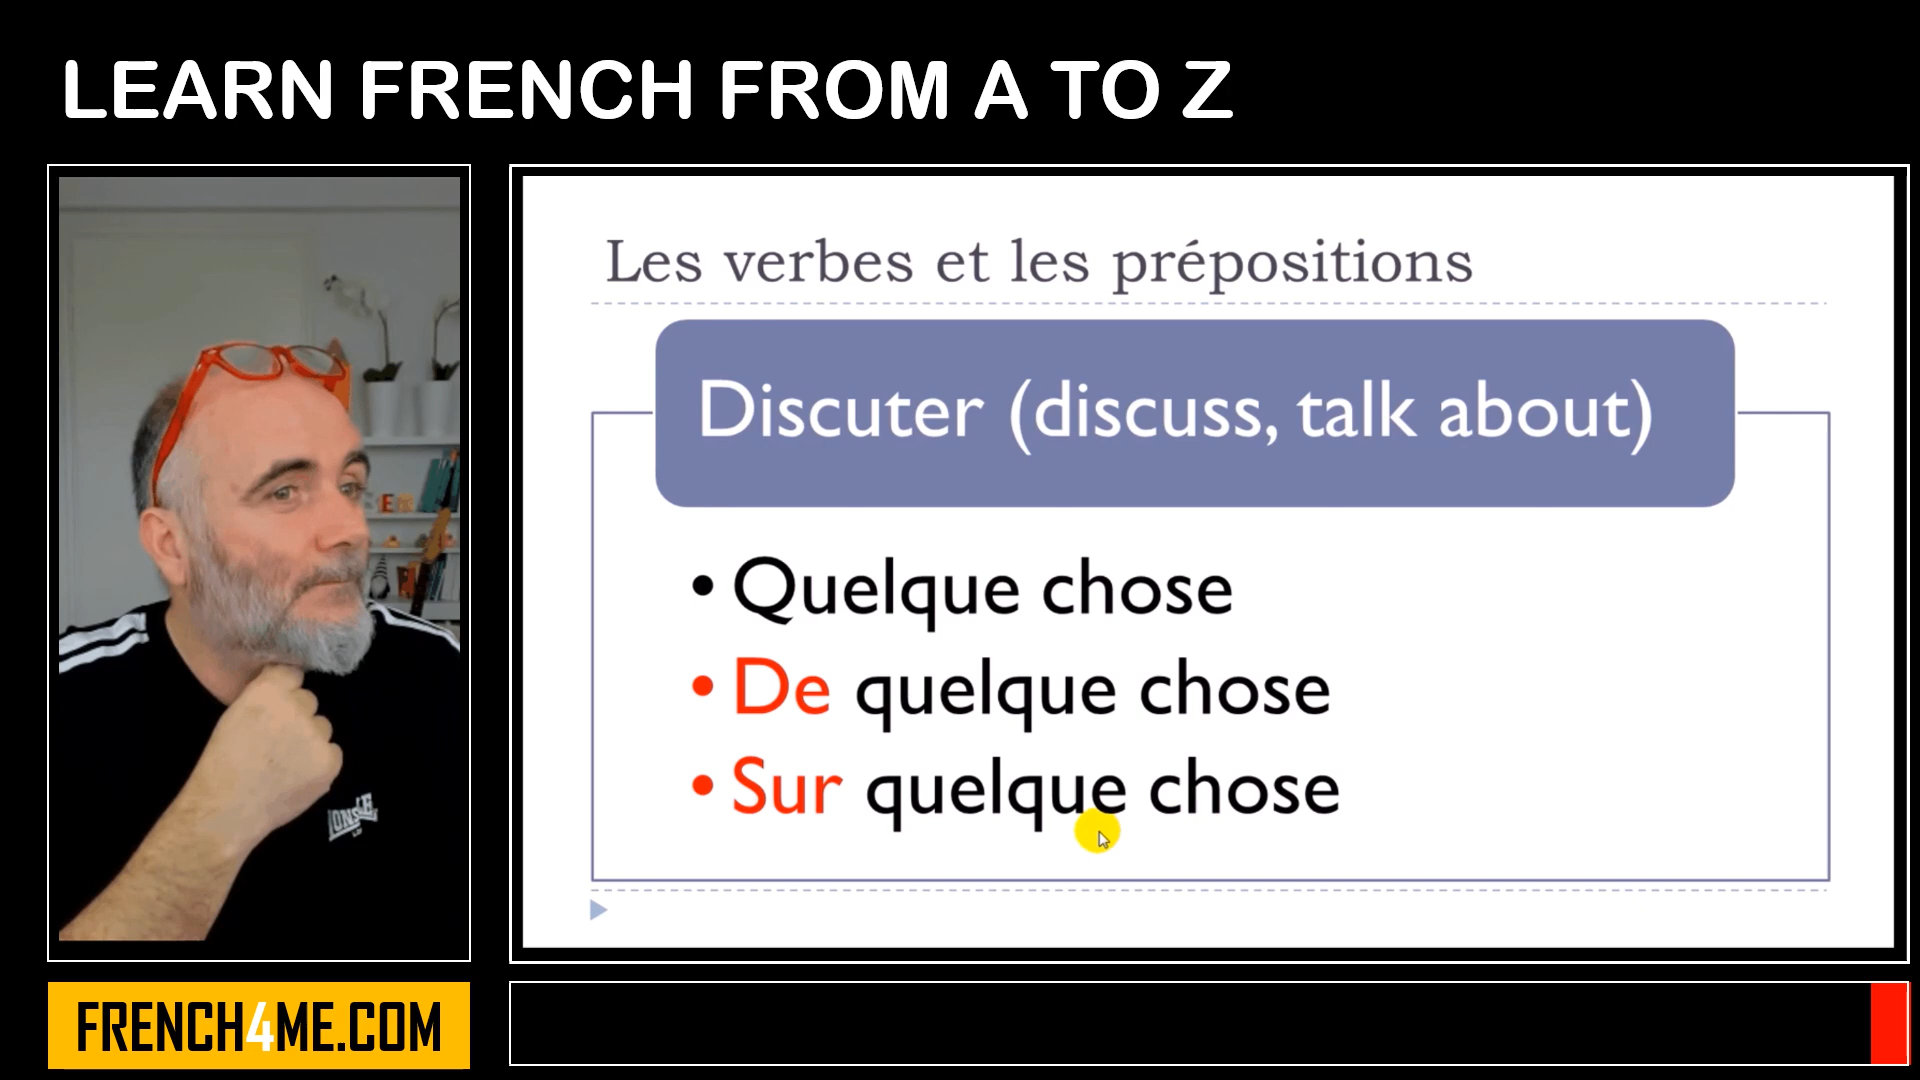 LEARN FRENCH FROM A TO Z
Les verbes et les prépositions
Discuter (discuss, talk about)
• Quelque chose
• De quelque chose
• Sur quelque chose
FRENCH4ME.COM